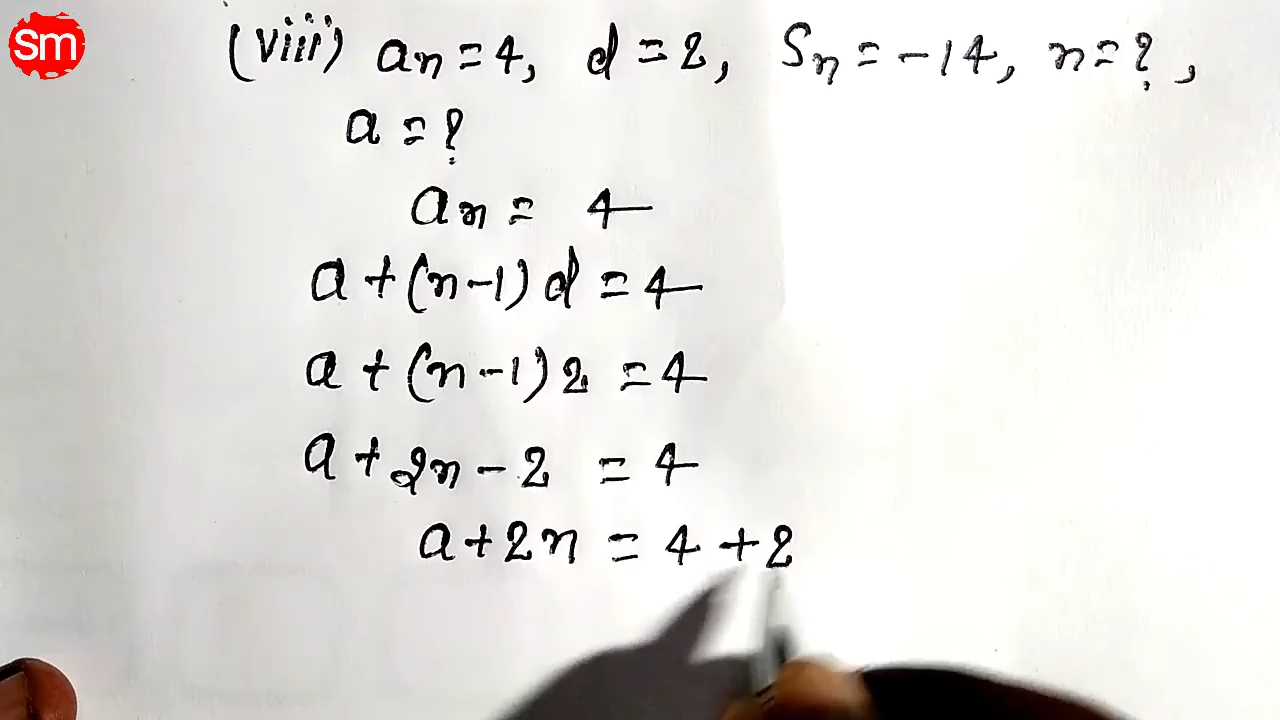 sm
(viii) an = 4, d = 2, Sn = -14, n = ?,
a = ?
an = 4
a + (n-1) d = 4
a + (n-1) 2 = 4
a + 2n - 2 = 4
a + 2n = 4 + 2